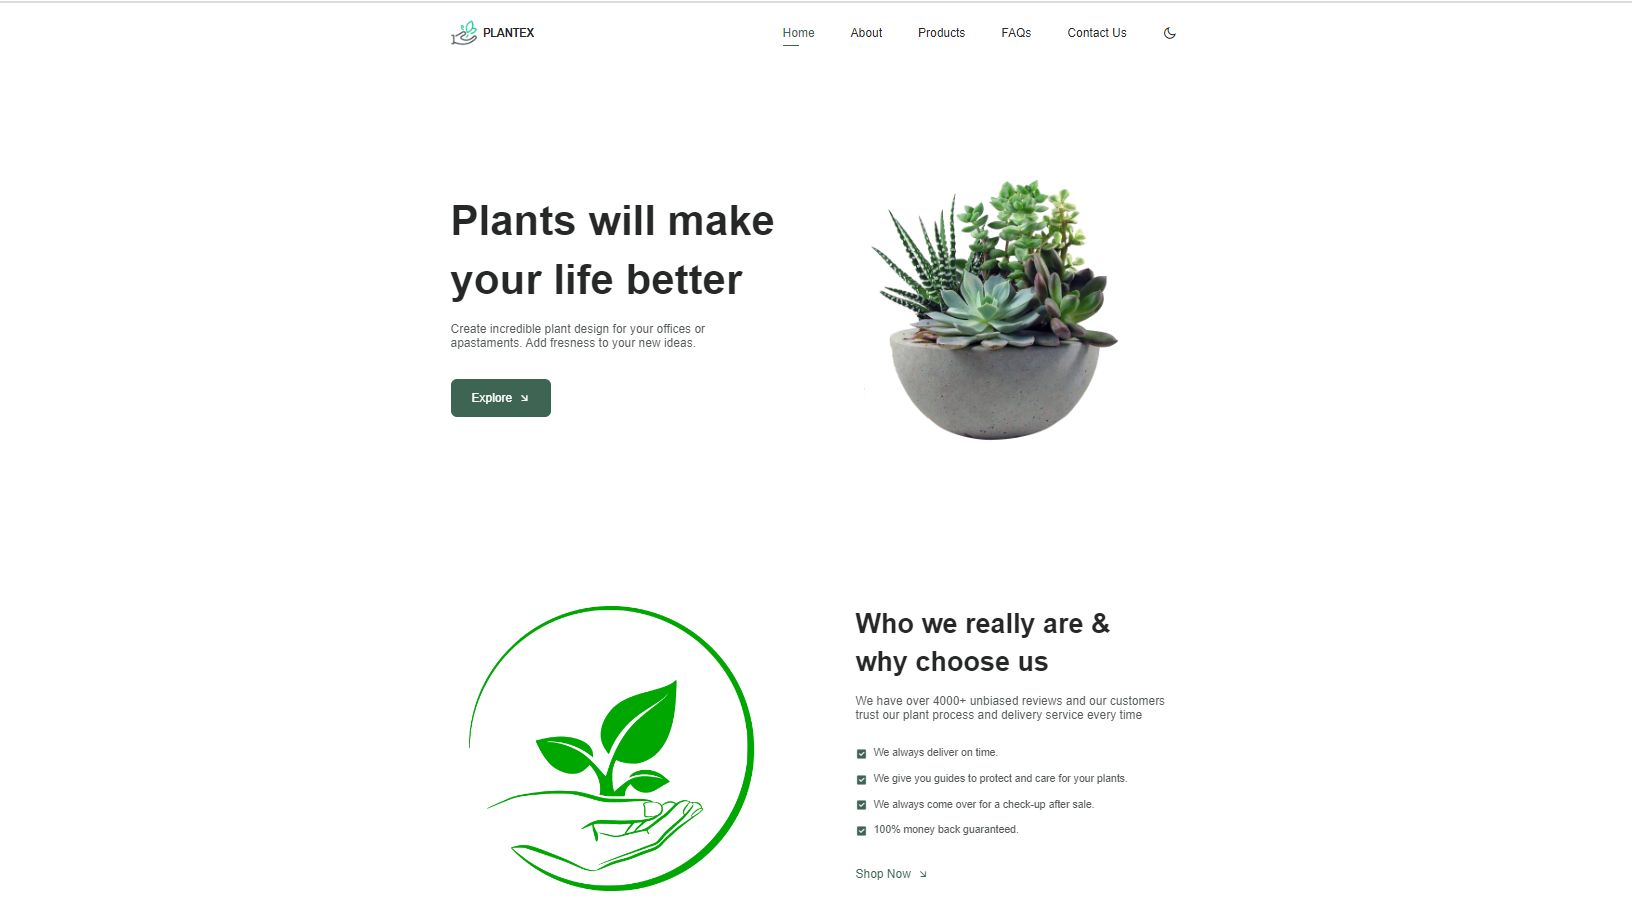 PLANTEX
Home
About
Products
FAQs
Contact Us
Plants will make
your life better
Create incredible plant design for your offices or
apastaments. Add fresness to your new ideas.
Explore
Who we really are &
why choose us
We have over 4000+ unbiased reviews and our customers
trust our plant process and delivery service every time
We always deliver on time.
We give you guides to protect and care for your plants.
We always come over for a check-up after sale.
100% money back guaranteed.
Shop Now